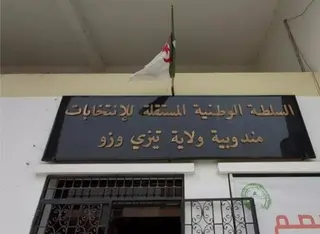 السلطة الوطنية المستقلة للإنتخابات
مندوبية ولاية تيزي وزو